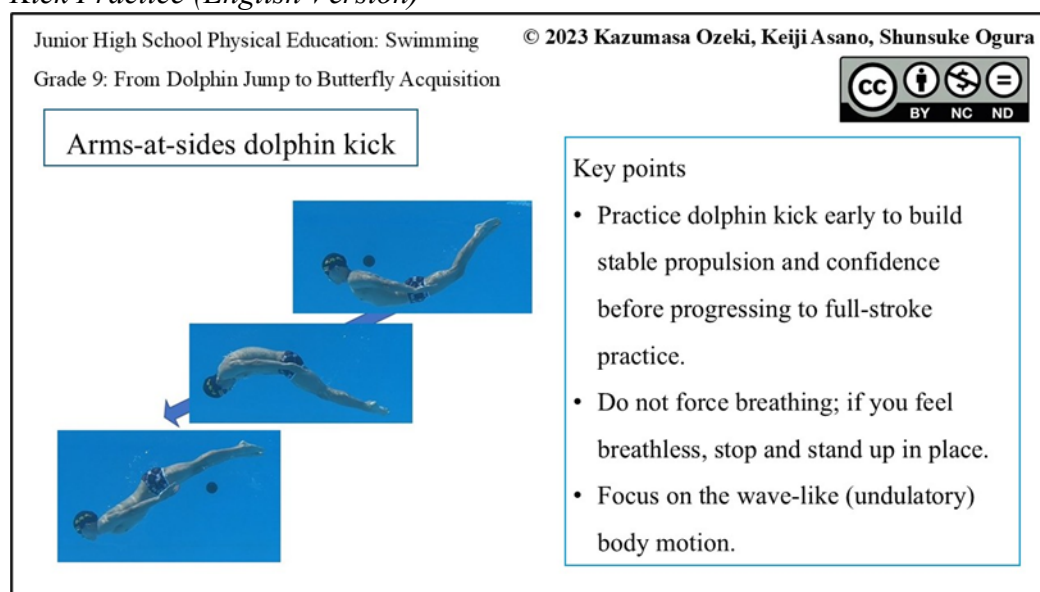 Kick Practice (English Version)
Junior High School Physical Education: Swimming
© 2023 Kazumasa Ozeki, Keiji Asano, Shunsuke Ogura
Grade 9: From Dolphin Jump to Butterfly Acquisition
CC BY NC ND
Arms-at-sides dolphin kick
Key points
• Practice dolphin kick early to build
stable propulsion and confidence
before progressing to full-stroke
practice.
• Do not force breathing; if you feel
breathless, stop and stand up in place.
• Focus on the wave-like (undulatory)
body motion.